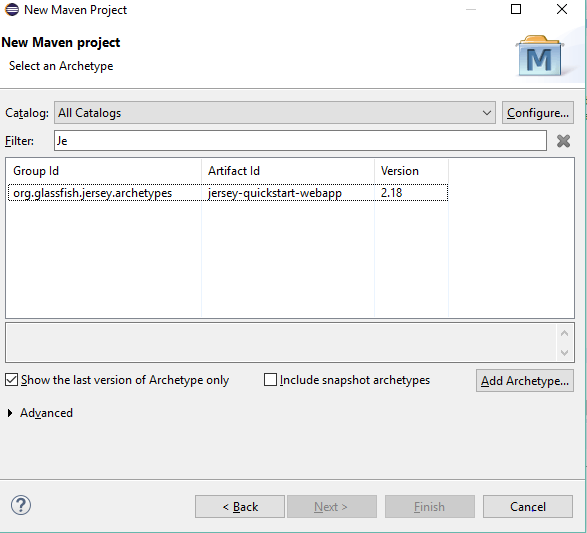 New Maven Project
New Maven project
Select an Archetype
M
Catalog: All Catalogs Configure...
Filter: Je
Group Id Artifact Id Version
org.glassfish.jersey.archetypes jersey-quickstart-webapp 2.18
Show the last version of Archetype only Include snapshot archetypes Add Archetype...
Advanced
? < Back Next > Finish Cancel